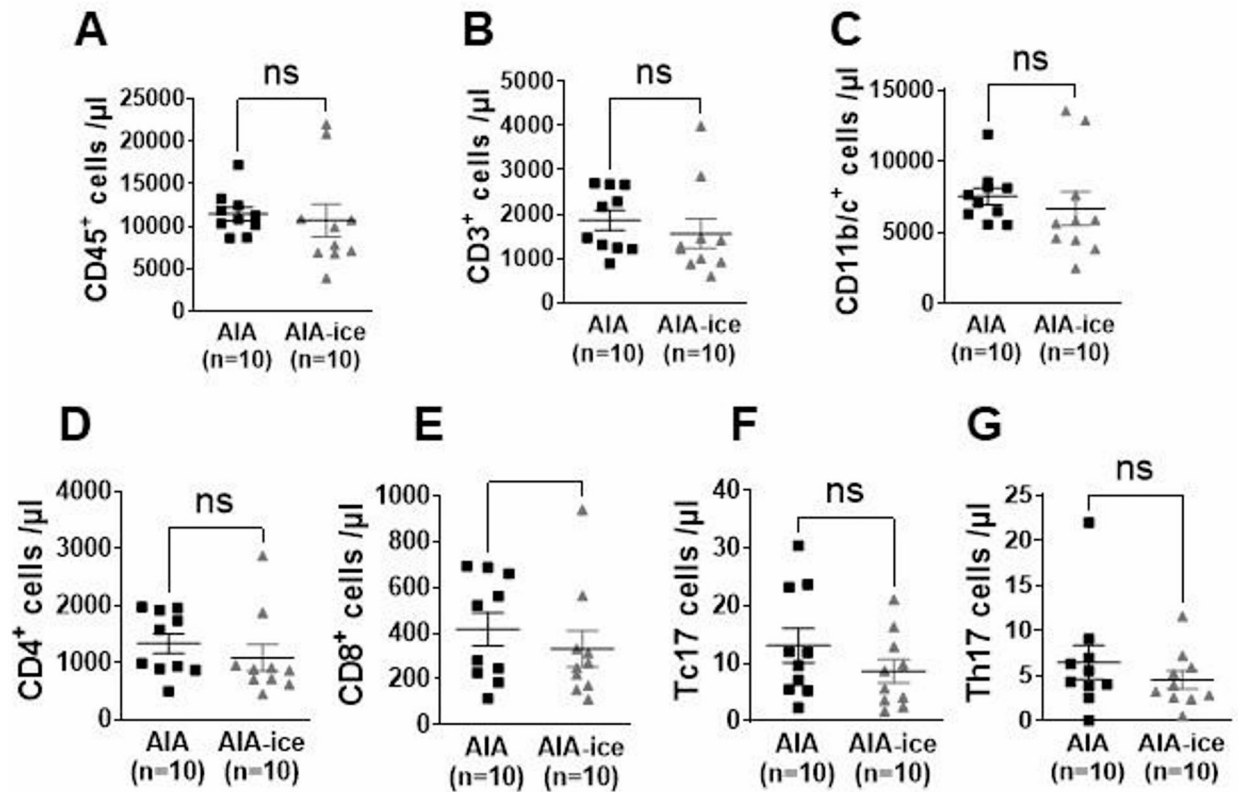 A
CD45+ cells /µl
ns
25000
20000
15000
10000
5000
0
AIA AIA-ice
(n=10) (n=10)
B
CD3+ cells /µl
ns
5000
4000
3000
2000
1000
0
AIA AIA-ice
(n=10) (n=10)
C
CD11b/c+ cells /µl
ns
15000
10000
5000
0
AIA AIA-ice
(n=10) (n=10)
D
CD4+ cells /µl
ns
4000
3000
2000
1000
0
AIA AIA-ice
(n=10) (n=10)
E
CD8+ cells /µl
1000
800
600
400
200
0
AIA AIA-ice
(n=10) (n=10)
F
Tc17 cells /µl
ns
40
30
20
10
0
AIA AIA-ice
(n=10) (n=10)
G
Th17 cells /µl
ns
25
20
15
10
5
0
AIA AIA-ice
(n=10) (n=10)